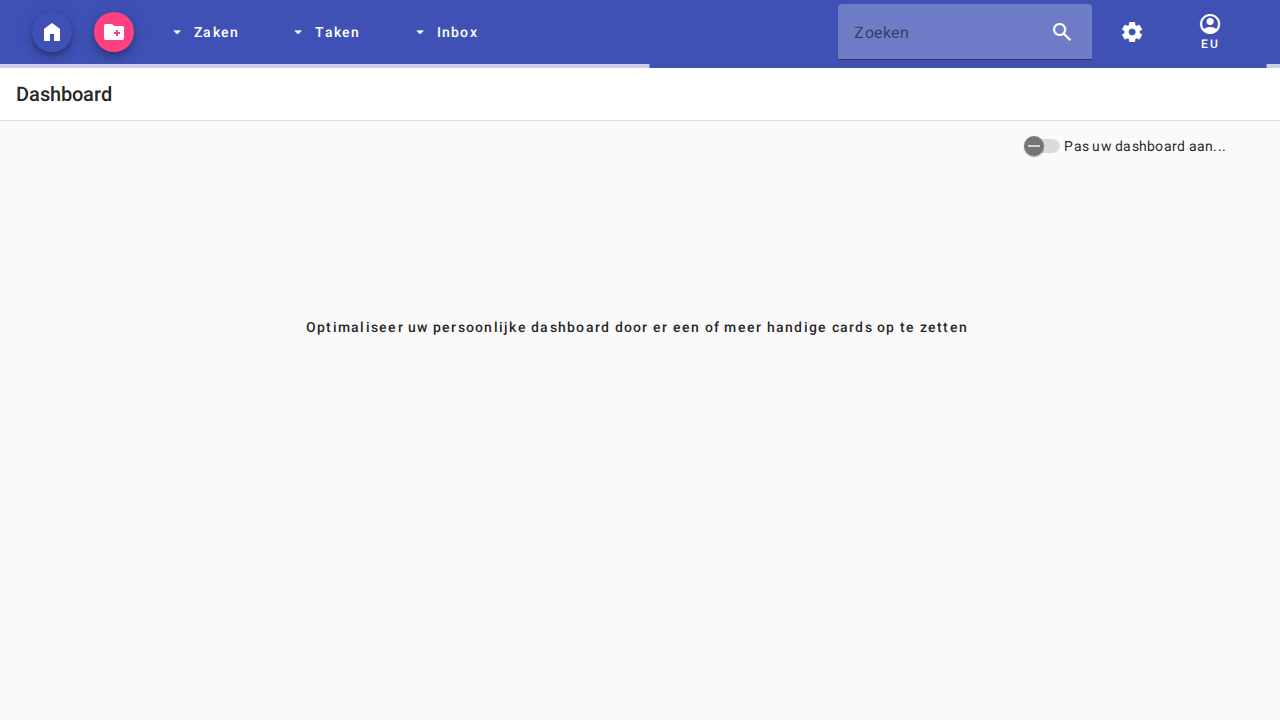 Zaken
Taken
Inbox
Zoeken
EU
Dashboard
Pas uw dashboard aan...
Optimaliseer uw persoonlijke dashboard door er een of meer handige cards op te zetten